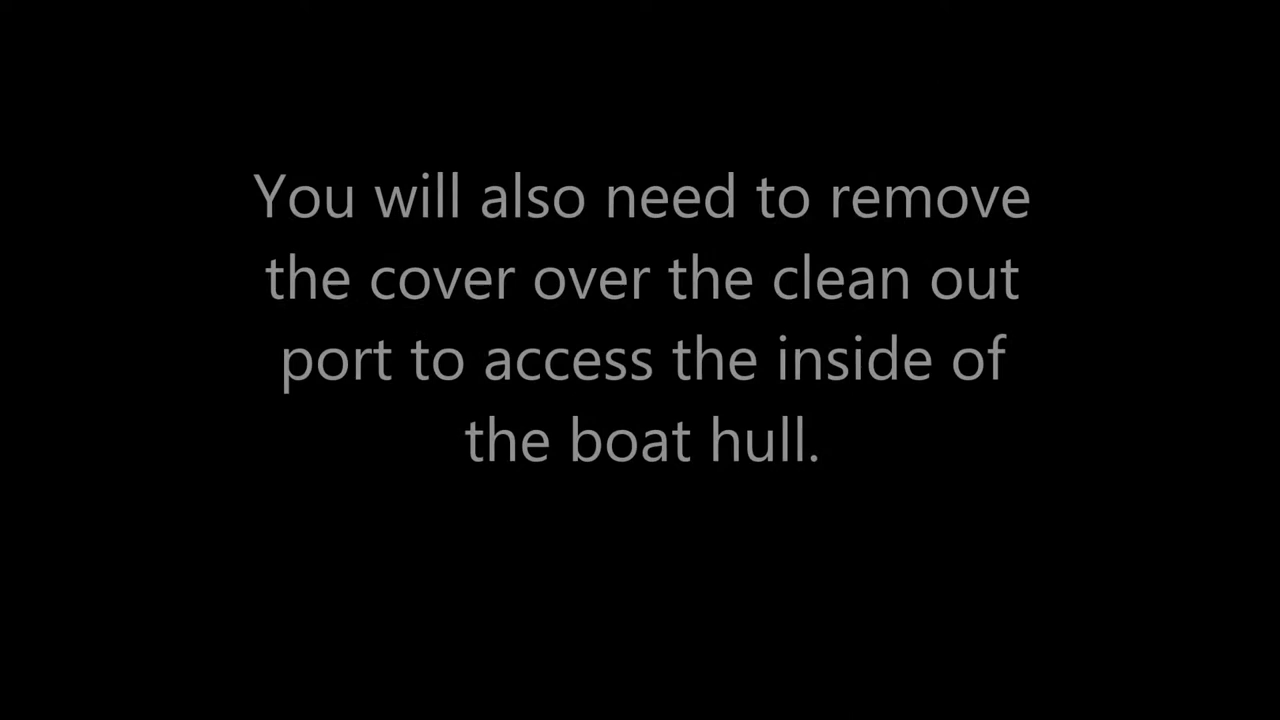 You will also need to remove
the cover over the clean out
port to access the inside of
the boat hull.